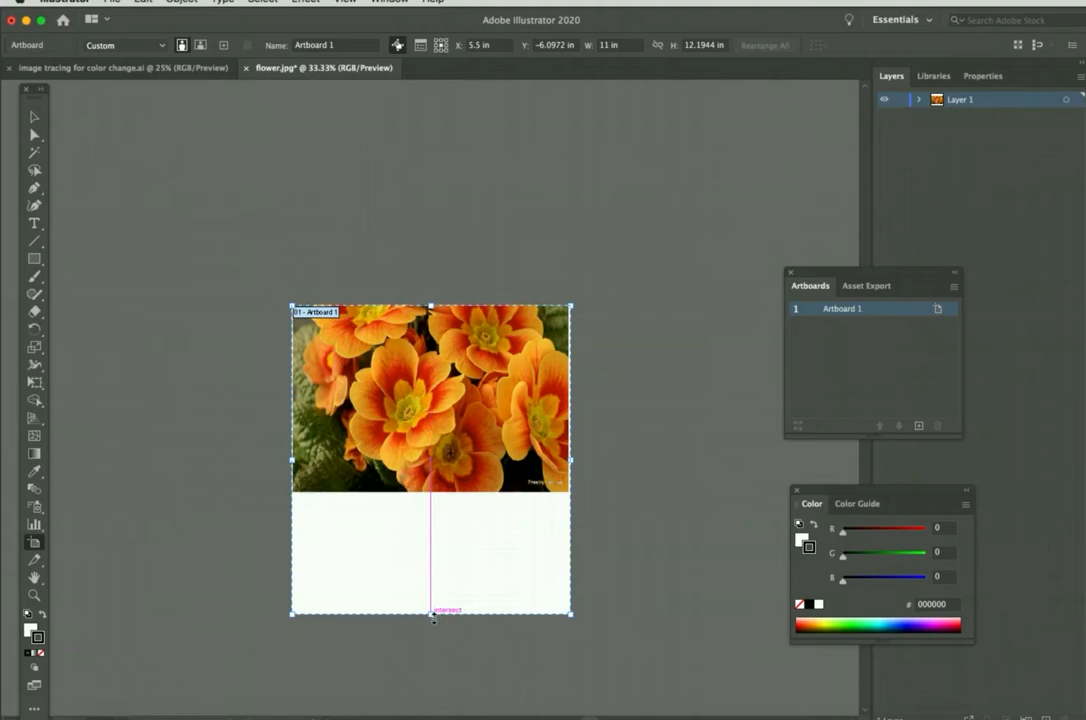 Illustrator File Edit Object Type Select Effect View Window Help
Adobe Illustrator 2020
Essentials
Search Adobe Stock
Artboard
Custom
Name: Artboard 1
X: 5.5 in
Y: -6.0972 in
W: 11 in
H: 12.1944 in
Rearrange All
image tracing for color change.ai @ 25% (RGB/Preview)
flower.jpg* @ 33.33% (RGB/Preview)
Layers
Libraries
Properties
Layer 1
Artboards
Asset Export
1
Artboard 1
01 - Artboard 1
intersect
Color
Color Guide
R
0
G
0
B
0
#
000000